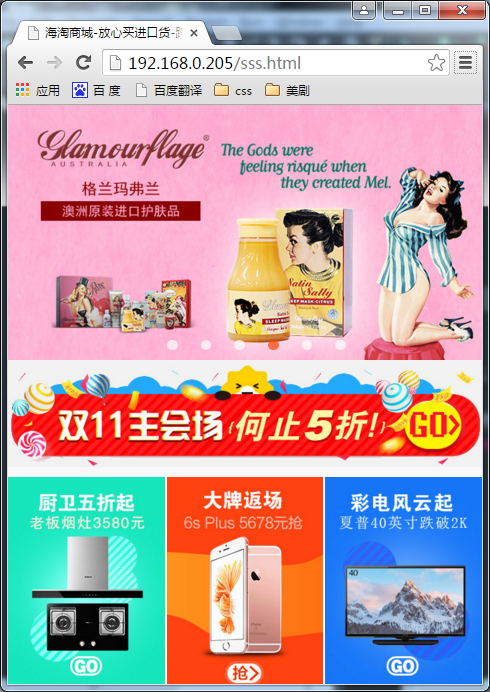 海淘商城-放心买进口货-
192.168.0.205/sss.html
应用 百度 百度翻译 css 美剧
Glamourflage®
AUSTRALIA
格兰玛弗兰
澳洲原装进口护肤品
The Gods were
feeling risqué when
they created Mel.
Satin
Sally
SLEEP MASK-CITRUS
双11主会场{何止5折!} GO>
厨卫五折起
老板烟灶3580元
GO
大牌返场
6s Plus 5678元抢
抢>
彩电风云起
夏普40英寸跌破2K
40
GO